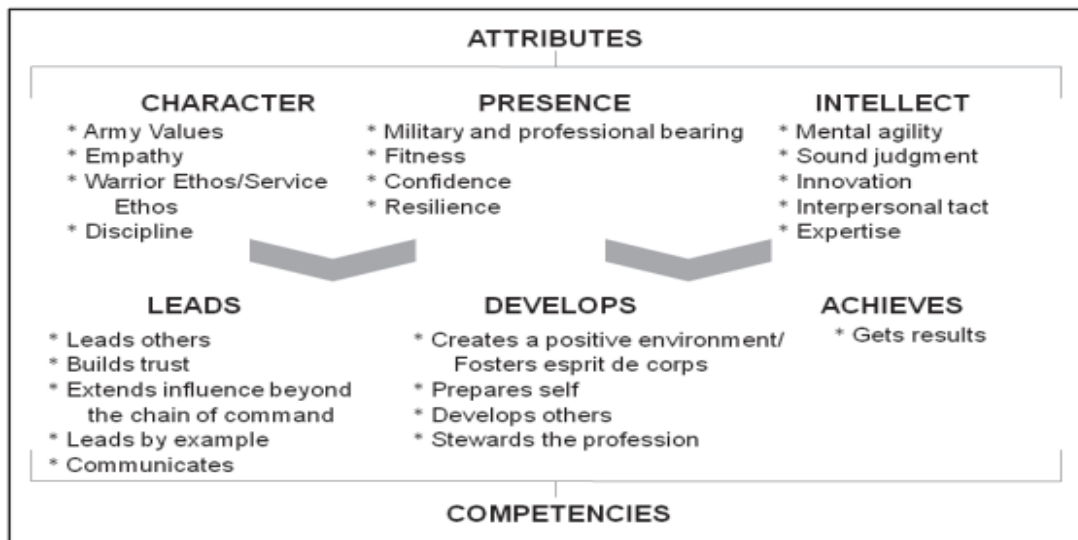 ATTRIBUTES
CHARACTER
* Army Values
* Empathy
* Warrior Ethos/Service
Ethos
* Discipline
PRESENCE
* Military and professional bearing
* Fitness
* Confidence
* Resilience
INTELLECT
* Mental agility
* Sound judgment
* Innovation
* Interpersonal tact
* Expertise
LEADS
* Leads others
* Builds trust
* Extends influence beyond
the chain of command
* Leads by example
* Communicates
DEVELOPS
* Creates a positive environment/
Fosters esprit de corps
* Prepares self
* Develops others
* Stewards the profession
ACHIEVES
* Gets results
COMPETENCIES